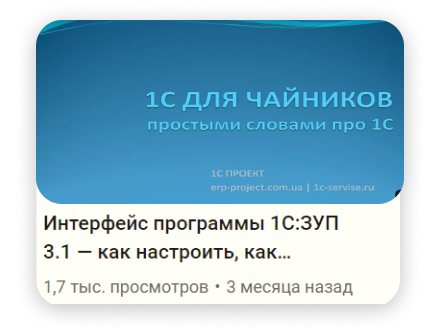 1С ДЛЯ ЧАЙНИКОВ
простыми словами про 1С
1С ПРОЕКТ
erp-project.com.ua | 1c-servise.ru
Интерфейс программы 1С:ЗУП
3.1 — как настроить, как...
1,7 тыс. просмотров • 3 месяца назад